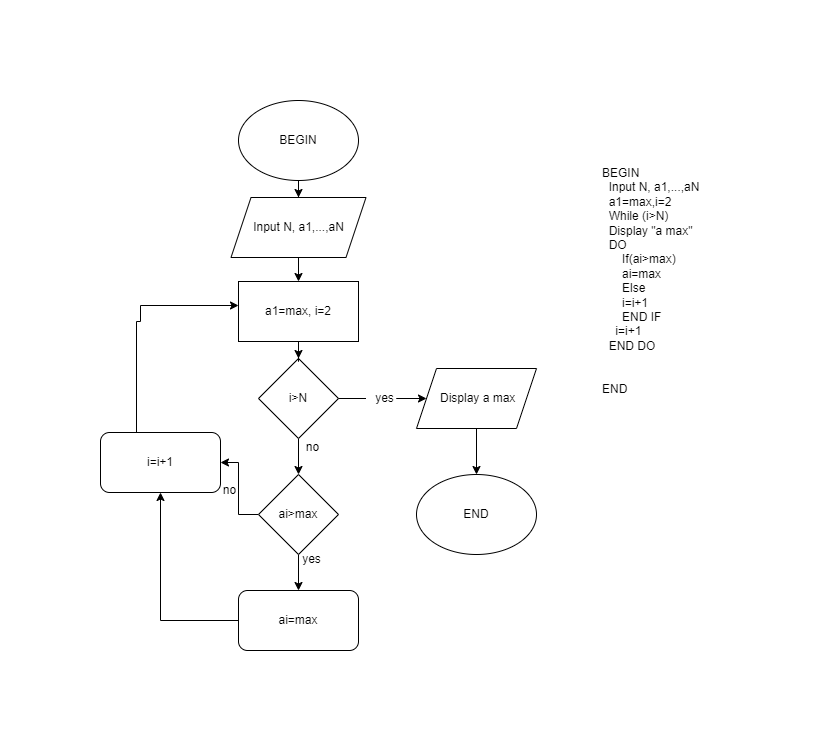 BEGIN
Input N, a1,...,aN
a1=max, i=2
i>N
yes
Display a max
no
i=i+1
no
ai>max
END
yes
ai=max
BEGIN
Input N, a1,...,aN
a1=max,i=2
While (i>N)
Display "a max"
DO
If(ai>max)
ai=max
Else
i=i+1
END IF
i=i+1
END DO
END